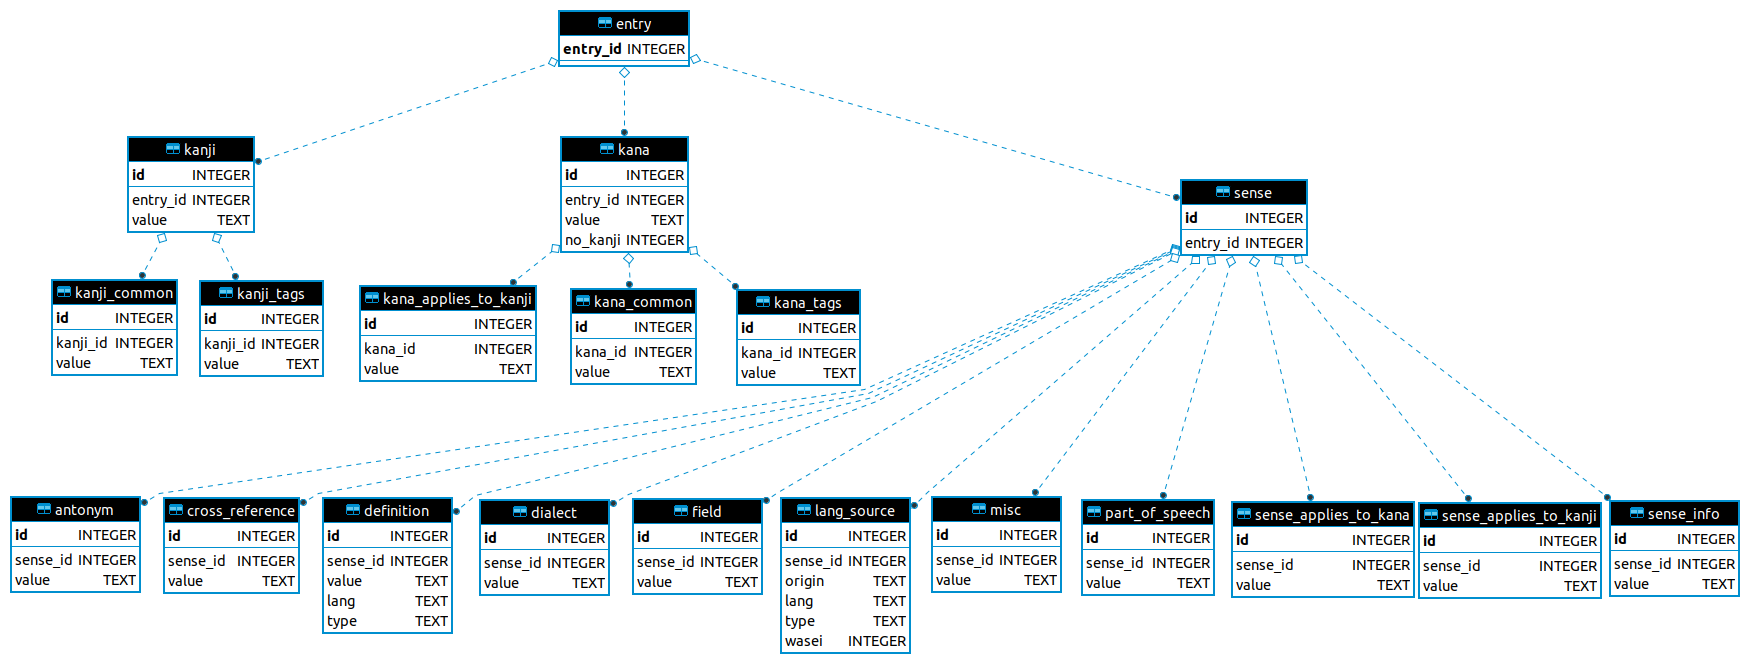 entry
entry_id INTEGER
kanji
id INTEGER
entry_id INTEGER
value TEXT
kana
id INTEGER
entry_id INTEGER
value TEXT
no_kanji INTEGER
sense
id INTEGER
entry_id INTEGER
kanji_common
id INTEGER
kanji_id INTEGER
value TEXT
kanji_tags
id INTEGER
kanji_id INTEGER
value TEXT
kana_applies_to_kanji
id INTEGER
kana_id INTEGER
value TEXT
kana_common
id INTEGER
kana_id INTEGER
value TEXT
kana_tags
id INTEGER
kana_id INTEGER
value TEXT
antonym
id INTEGER
sense_id INTEGER
value TEXT
cross_reference
id INTEGER
sense_id INTEGER
value TEXT
definition
id INTEGER
sense_id INTEGER
value TEXT
lang TEXT
type TEXT
dialect
id INTEGER
sense_id INTEGER
value TEXT
field
id INTEGER
sense_id INTEGER
value TEXT
lang_source
id INTEGER
sense_id INTEGER
origin TEXT
lang TEXT
type TEXT
wasei INTEGER
misc
id INTEGER
sense_id INTEGER
value TEXT
part_of_speech
id INTEGER
sense_id INTEGER
value TEXT
sense_applies_to_kana
id INTEGER
sense_id INTEGER
value TEXT
sense_applies_to_kanji
id INTEGER
sense_id INTEGER
value TEXT
sense_info
id INTEGER
sense_id INTEGER
value TEXT